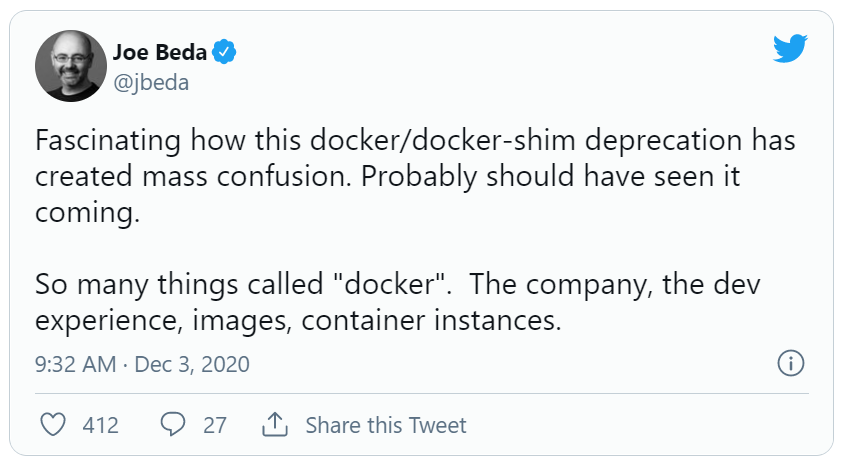 Joe Beda
@jbeda
Fascinating how this docker/docker-shim deprecation has
created mass confusion. Probably should have seen it
coming.
So many things called "docker".  The company, the dev
experience, images, container instances.
9:32 AM · Dec 3, 2020
412 27 Share this Tweet